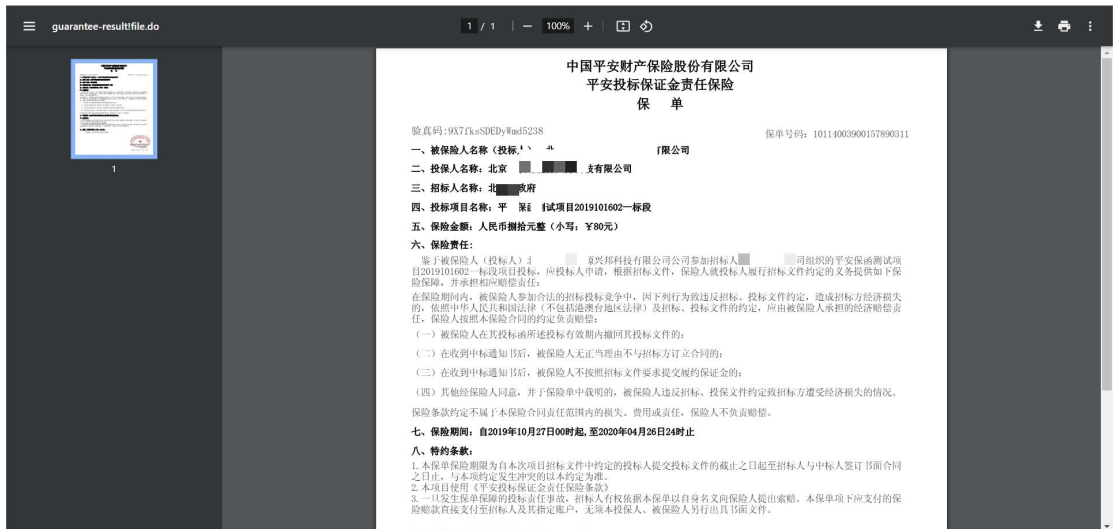 guarantee-result!file.do
1 / 1
100%
1
中国平安财产保险股份有限公司
平安投标保证金责任保险
保 单
验真码:9X7fksSDEDyWmd5238
保单号码: 10114003900157890311
一、被保险人名称(投标人):北 有限公司
二、投保人名称: 北京 技有限公司
三、招标人名称: 北 政府
四、投标项目名称: 平 保 试项目2019101602一标段
五、保险金额: 人民币捌拾元整(小写: ¥80元)
六、保险责任:
鉴于被保险人(投标人) 兴邦科技有限公司公司参加招标人 司组织的平安保函测试项
目2019101602一标段项目投标, 应投标人申请, 根据招标文件, 保险人就投标人履行招标文件约定的义务提供如下保
险保障, 并承担相应赔偿责任:
在保险期间内, 被保险人参加合法的招标投标竞争中, 因下列行为致违反招标、投标文件约定, 造成招标方经济损失
的, 依照中华人民共和国法律(不包括港澳台地区法律)及招标、投标文件的约定, 应由被保险人承担的经济赔偿责
任, 保险人按照本保险合同的约定负责赔偿:
(一)被保险人在其投标函所述投标有效期内撤回其投标文件的;
(二)在收到中标通知书后, 被保险人无正当理由不与招标方订立合同的;
(三)在收到中标通知书后, 被保险人不按照招标文件要求提交履约保证金的;
(四)其他经保险人同意, 并于保险单中载明的, 被保险人违反招标、投保文件约定致招标方遭受经济损失的情况。
保险条款约定不属于本保险合同责任范围内的损失、费用或责任, 保险人不负责赔偿。
七、保险期间: 自2019年10月27日00时起, 至2020年04月26日24时止
八、特约条款:
1. 本保单保险期限为自本次项目招标文件中约定的投标人提交投标文件的截止之日起至招标人与中标人签订书面合同
之日止, 与本项约定发生冲突的以本约定为准。
2. 本项目使用《平安投标保证金责任保险条款》
3. 一旦发生保单保障的投标责任事故, 招标人有权依据本保单以自身名义向保险人提出索赔。本保单项下应支付的保
险赔款直接支付至招标人及其指定账户, 无须本投保人、被保险人另行出具书面文件。